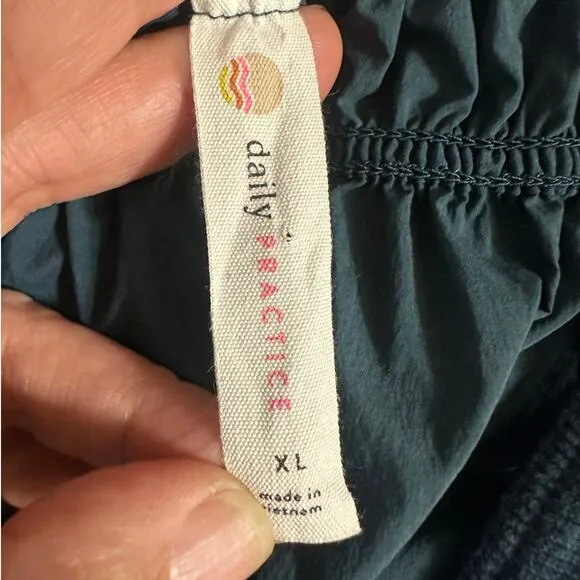 daily
PRACTICE
XL
made in
vietnam